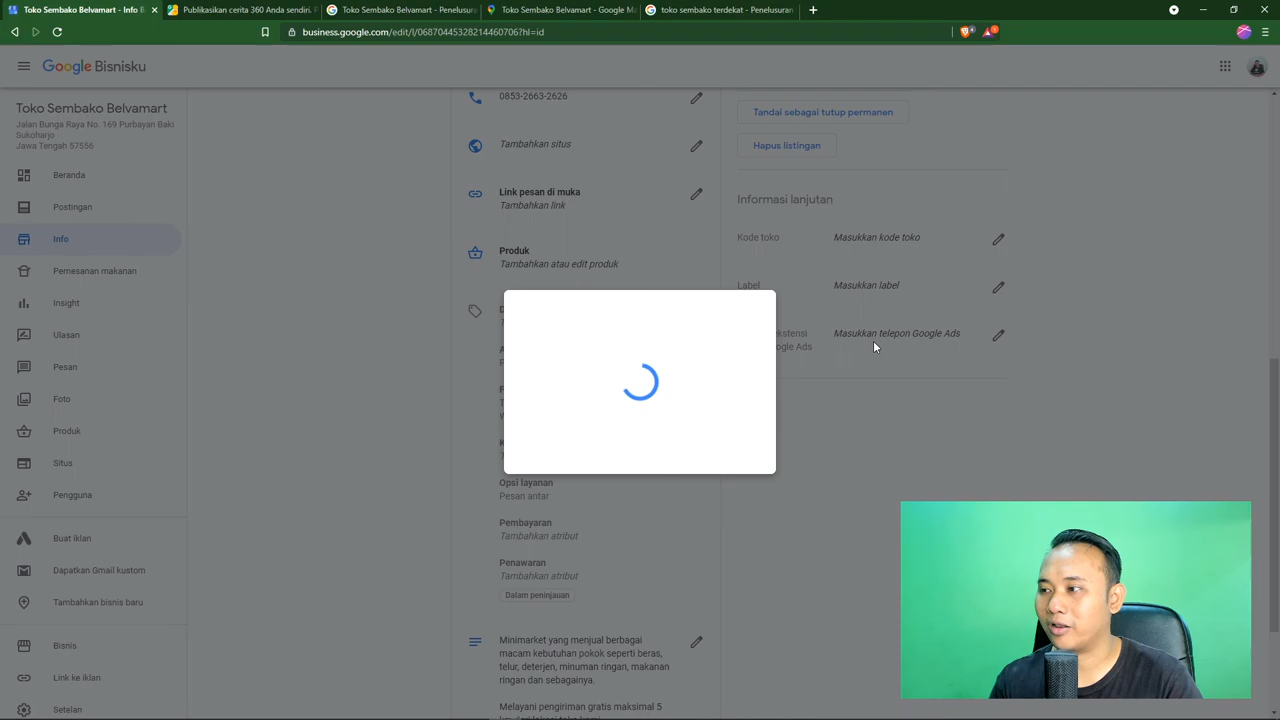 Toko Sembako Belvamart - Info B
Publikasikan cerita 360 Anda sendiri. P
Toko Sembako Belvamart - Penelusura
Toko Sembako Belvamart - Google Ma
toko sembako terdekat - Penelusuran
business.google.com/edit/l/06870445328214460706?hl=id
Google Bisnisku
Toko Sembako Belvamart
Jalan Bunga Raya No. 169 Purbayan Baki
Sukoharjo
Jawa Tengah 57556
Beranda
Postingan
Info
Pemesanan makanan
Insight
Ulasan
Pesan
Foto
Produk
Situs
Pengguna
Buat iklan
Dapatkan Gmail kustom
Tambahkan bisnis baru
Bisnis
Link ke iklan
Setelan
0853-2663-2626
Tambahkan situs
Link pesan di muka
Tambahkan link
Produk
Tambahkan atau edit produk
Opsi layanan
Pesan antar
Pembayaran
Tambahkan atribut
Penawaran
Tambahkan atribut
Dalam peninjauan
Minimarket yang menjual berbagai
macam kebutuhan pokok seperti beras,
telur, deterjen, minuman ringan, makanan
ringan dan sebagainya.
Melayani pengiriman gratis maksimal 5
Tandai sebagai tutup permanen
Hapus listingan
Informasi lanjutan
Kode toko
Masukkan kode toko
Label
Masukkan label
Masukkan telepon Google Ads